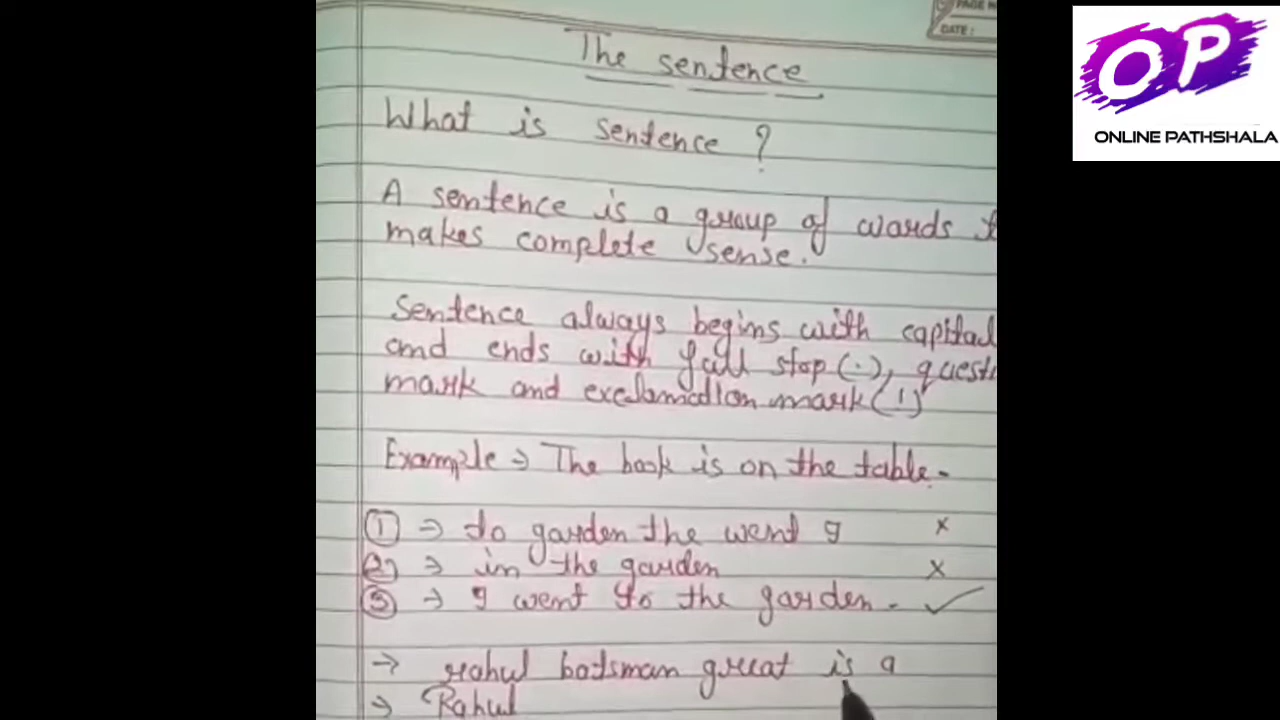 PAGE N
DATE:
OP
ONLINE PATHSHALA
The sentence
What is sentence ?
A sentence is a group of words t
makes complete sense.
Sentence always begins with capital
and ends with full stop (.), questi
mark and exclamation mark (!)
Example ⇒ The book is on the table.
① ⇒ to garden the went I ×
② ⇒ in the garden ×
③ ⇒ I went to the garden. ✓
→ rahul batsman great is a
→ Rahul